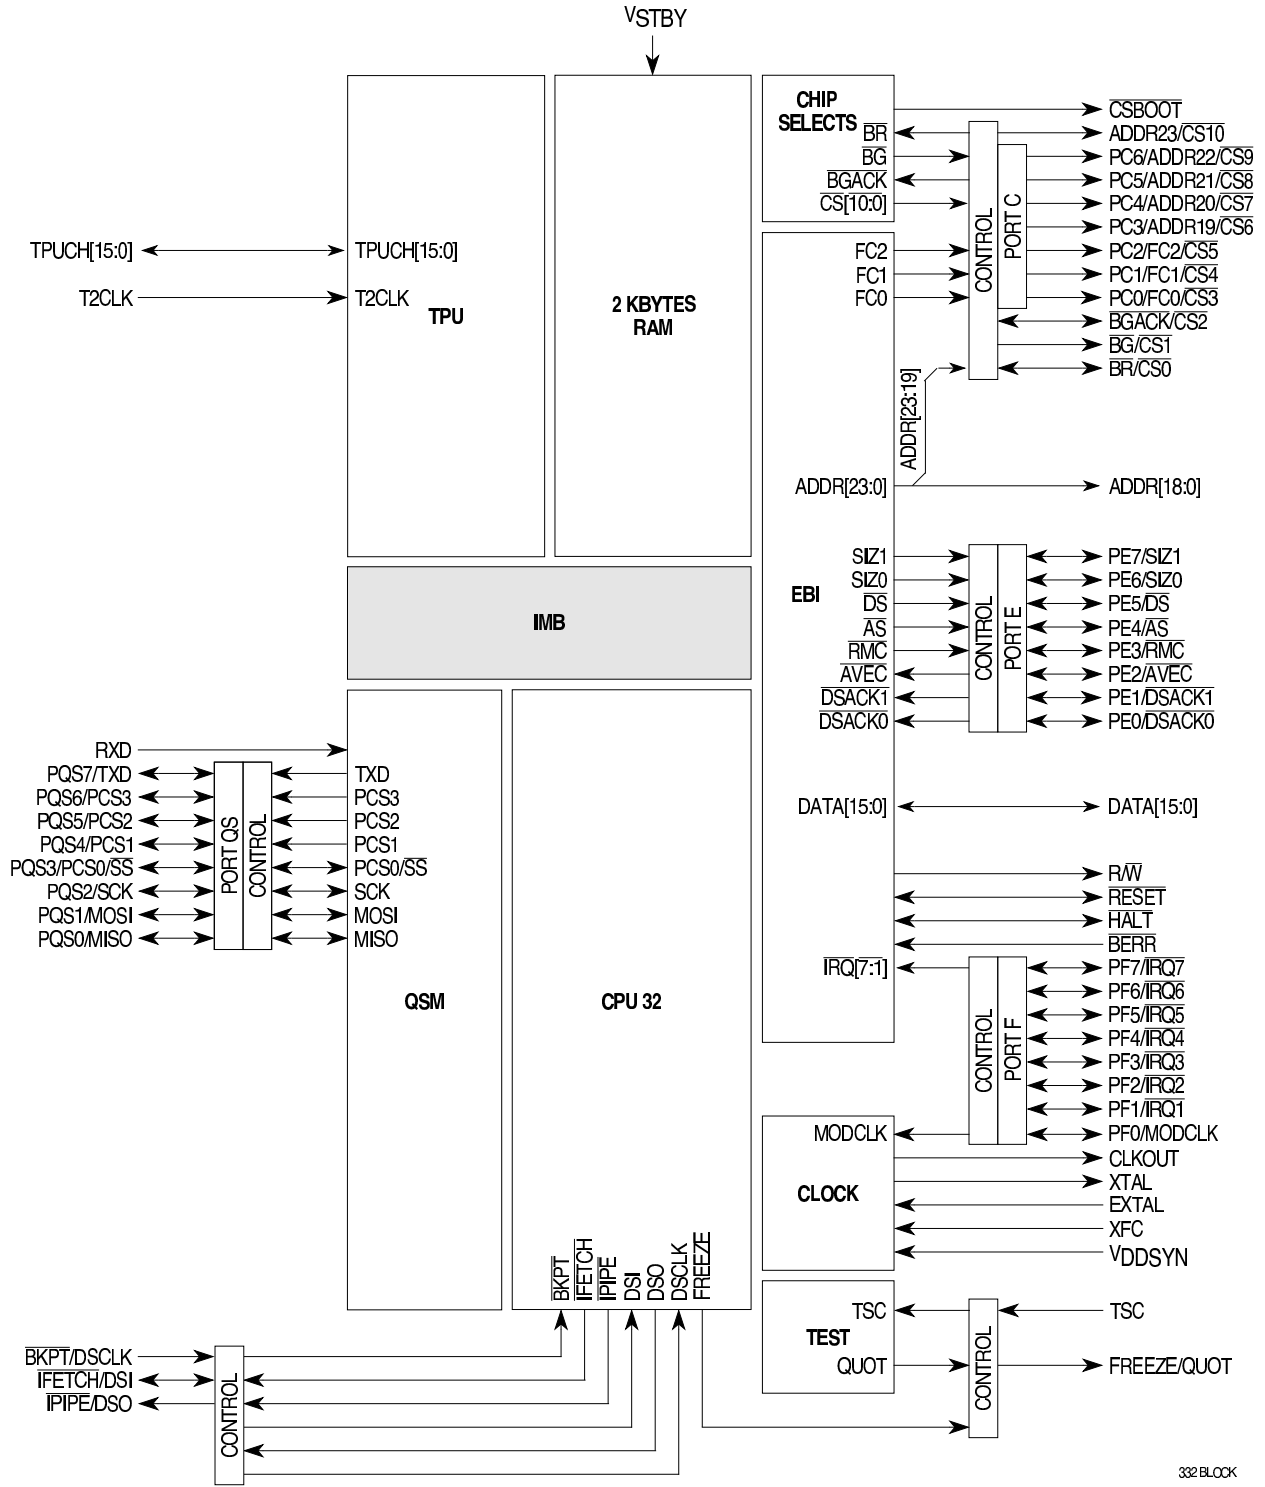 VSTBY
CHIP
SELECTS
BR
BG
BGACK
CS[10:0]
CONTROL
PORT C
CSBOOT
ADDR23/CS10
PC6/ADDR22/CS9
PC5/ADDR21/CS8
PC4/ADDR20/CS7
PC3/ADDR19/CS6
PC2/FC2/CS5
PC1/FC1/CS4
PC0/FC0/CS3
BGACK/CS2
BG/CS1
BR/CS0
TPUCH[15:0]
T2CLK
TPUCH[15:0]
T2CLK
TPU
2 KBYTES
RAM
FC2
FC1
FC0
ADDR[23:19]
ADDR[23:0]
ADDR[18:0]
EBI
SIZ1
SIZ0
DS
AS
RMC
AVEC
DSACK1
DSACK0
CONTROL
PORT E
PE7/SIZ1
PE6/SIZ0
PE5/DS
PE4/AS
PE3/RMC
PE2/AVEC
PE1/DSACK1
PE0/DSACK0
IMB
RXD
PQS7/TXD
PQS6/PCS3
PQS5/PCS2
PQS4/PCS1
PQS3/PCS0/SS
PQS2/SCK
PQS1/MOSI
PQS0/MISO
PORT QS
CONTROL
TXD
PCS3
PCS2
PCS1
PCS0/SS
SCK
MOSI
MISO
QSM
CPU 32
DATA[15:0]
DATA[15:0]
R/W
RESET
HALT
BERR
IRQ[7:1]
CONTROL
PORT F
PF7/IRQ7
PF6/IRQ6
PF5/IRQ5
PF4/IRQ4
PF3/IRQ3
PF2/IRQ2
PF1/IRQ1
PF0/MODCLK
MODCLK
CLOCK
CLKOUT
XTAL
EXTAL
XFC
VDDSYN
BKPT
IFETCH
IPIPE
DSI
DSO
DSCLK
FREEZE
TSC
TEST
QUOT
CONTROL
TSC
FREEZE/QUOT
BKPT/DSCLK
IFETCH/DSI
IPIPE/DSO
CONTROL
332 BLOCK